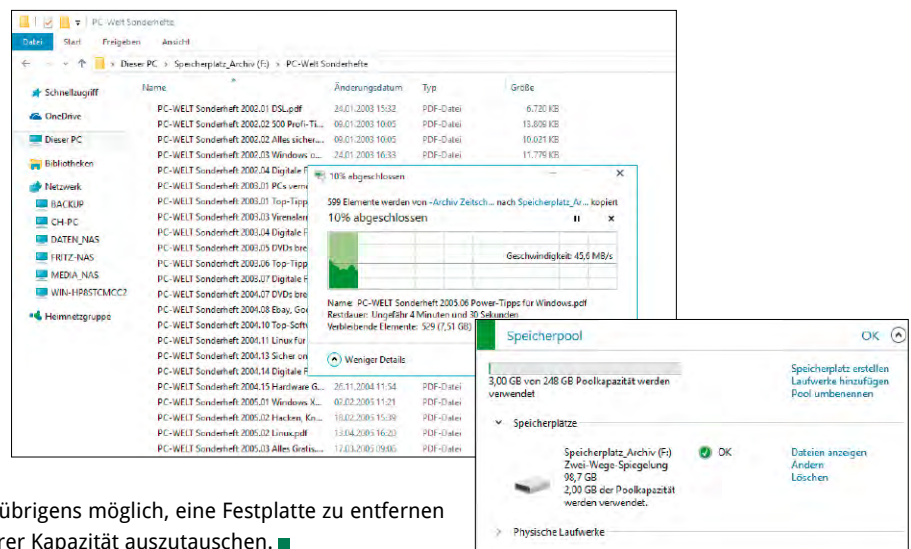 PC-Welt Sonderhefte
Datei Start Freigeben Ansicht
Dieser PC > Speicherplatz_Archiv (F:) > PC-Welt Sonderhefte
Name Änderungsdatum Typ Größe
Schnellzugriff
OneDrive
Dieser PC
Bibliotheken
Netzwerk
BACKUP
CH-PC
DATEN_NAS
FRITZ-NAS
MEDIA_NAS
WIN-HP8STCMCC2
Heimnetzgruppe
PC-WELT Sonderheft 2002.01 DSL.pdf 24.01.2003 15:32 PDF-Datei 6.720 KB
PC-WELT Sonderheft 2002.02 500 Profi-Ti... 09.01.2003 10:05 PDF-Datei 13.809 KB
PC-WELT Sonderheft 2002.02 Alles sicher.... 09.01.2003 10:05 PDF-Datei 10.021 KB
PC-WELT Sonderheft 2002.03 Windows o... 24.01.2003 16:33 PDF-Datei 11.779 KB
PC-WELT Sonderheft 2002.04 Digitale F
PC-WELT Sonderheft 2003.01 PCs verne
PC-WELT Sonderheft 2003.01 Top-Tipp
PC-WELT Sonderheft 2003.03 Virenalar
PC-WELT Sonderheft 2003.04 Digitale F
PC-WELT Sonderheft 2003.05 DVDs bre
PC-WELT Sonderheft 2003.06 Top-Tipp
PC-WELT Sonderheft 2003.07 Digitale F
PC-WELT Sonderheft 2004.07 DVDs bre
PC-WELT Sonderheft 2004.08 Ebay, Goo
PC-WELT Sonderheft 2004.10 Top-Softw
PC-WELT Sonderheft 2004.11 Linux für
PC-WELT Sonderheft 2004.13 Sicher on
PC-WELT Sonderheft 2004.14 Digitale F
PC-WELT Sonderheft 2004.15 Hardware G... 26.11.2004 11:54 PDF-Datei
PC-WELT Sonderheft 2005.01 Windows X... 07.02.2005 11:21 PDF-Datei
PC-WELT Sonderheft 2005.02 Hacken, Kn... 18.02.2005 15:39 PDF-Datei
PC-WELT Sonderheft 2005.02 Linux.pdf 13.04.2005 16:20 PDF-Datei
PC-WELT Sonderheft 2005.03 Alles Gratis.... 17.03.2005 09:06 PDF-Datei
10% abgeschlossen
599 Elemente werden von -Archiv Zeitsch... nach Speicherplatz_Ar... kopiert
10% abgeschlossen
Geschwindigkeit: 45,6 MB/s
Name: PC-WELT Sonderheft 2005.06 Power-Tipps für Windows.pdf
Restdauer: Ungefähr 4 Minuten und 30 Sekunden
Verbleibende Elemente: 529 (7,51 GB)
Weniger Details
Speicherpool OK
3,00 GB von 248 GB Poolkapazität werden
verwendet
Speicherplatz erstellen
Laufwerke hinzufügen
Pool umbenennen
Speicherplätze
Speicherplatz_Archiv (F:)
Zwei-Wege-Spiegelung
98,7 GB
2,00 GB der Poolkapazität
werden verwendet.
OK
Dateien anzeigen
Ändern
Löschen
Physische Laufwerke
übrigens möglich, eine Festplatte zu entfernen
rer Kapazität auszutauschen.